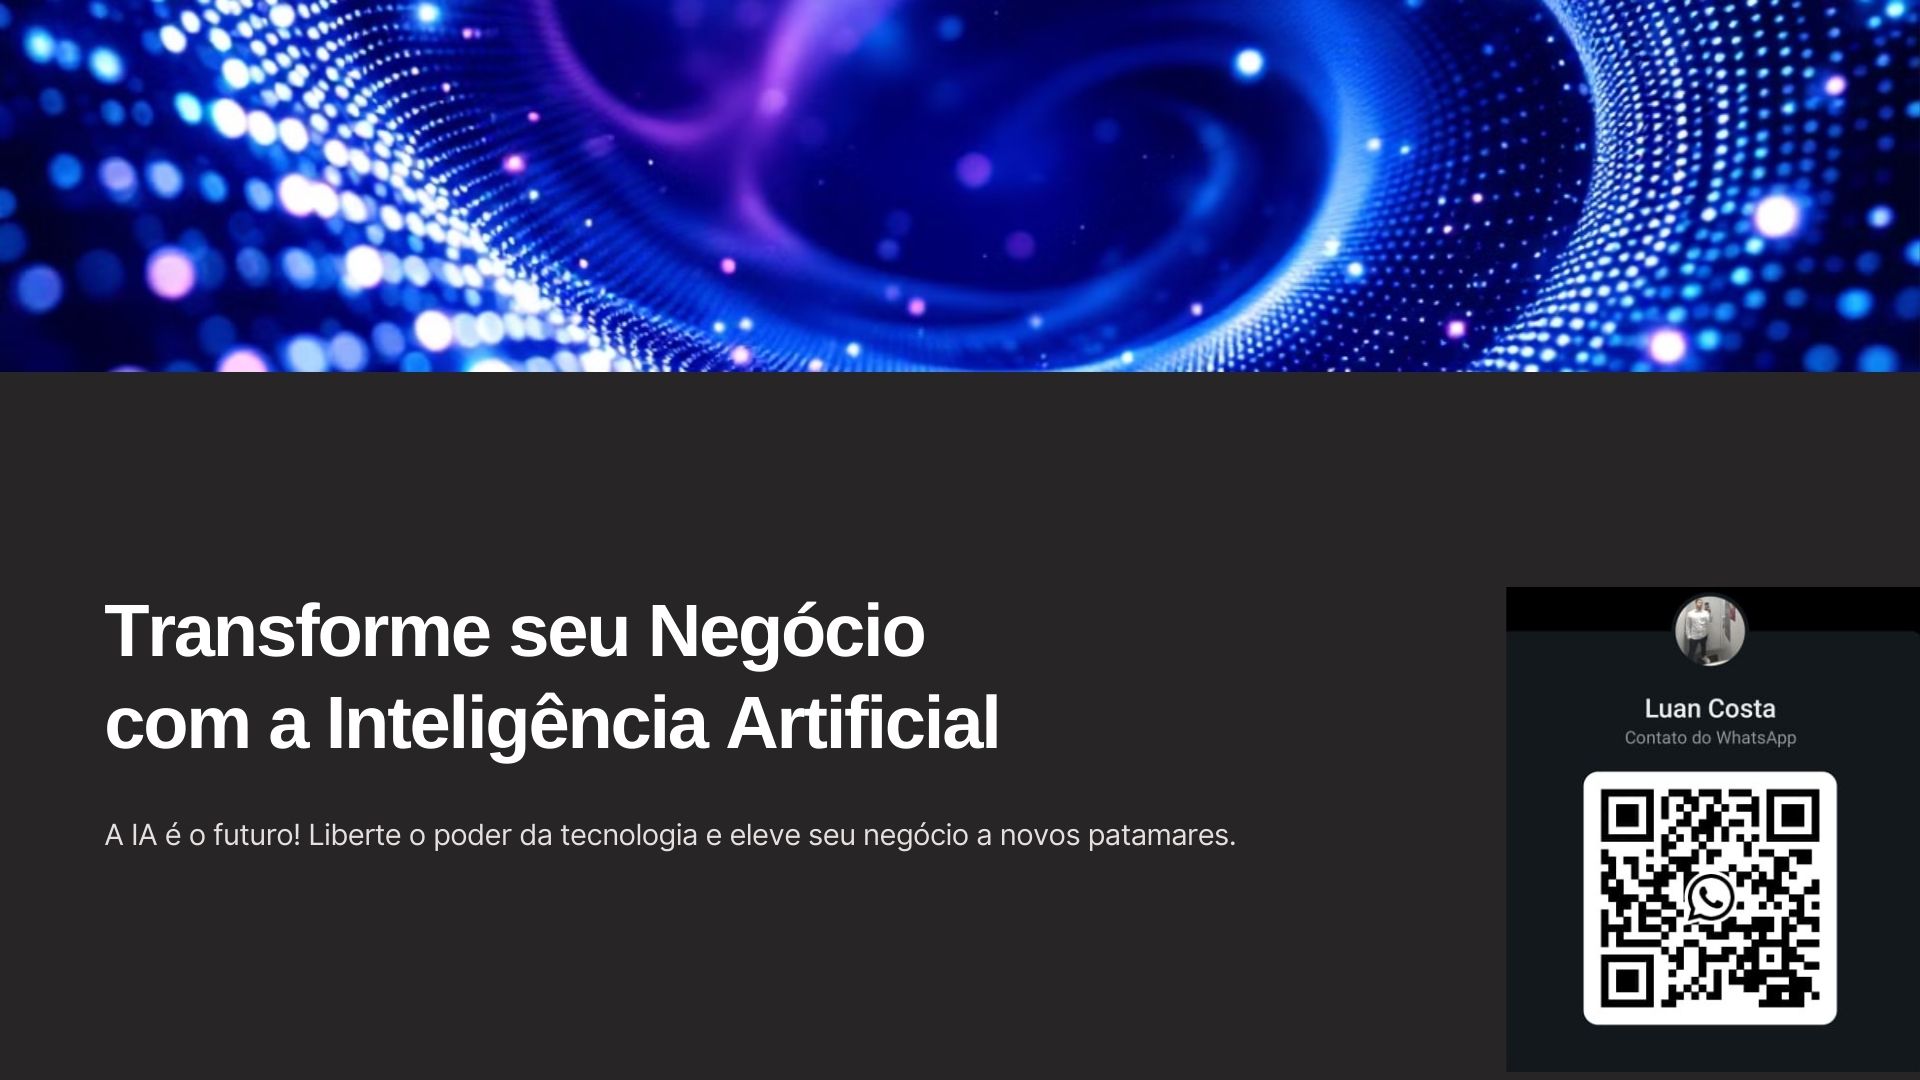 Transforme seu Negócio
com a Inteligência Artificial
A IA é o futuro! Liberte o poder da tecnologia e eleve seu negócio a novos patamares.
Luan Costa
Contato do WhatsApp